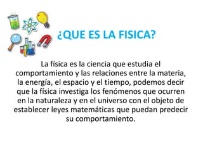 ¿QUE ES LA FISICA?
La física es la ciencia que estudia el
comportamiento y las relaciones entre la materia,
la energía, el espacio y el tiempo, podemos decir
que la física investiga los fenómenos que ocurren
en la naturaleza y en el universo con el objeto de
establecer leyes matemáticas que puedan predecir
su comportamiento.